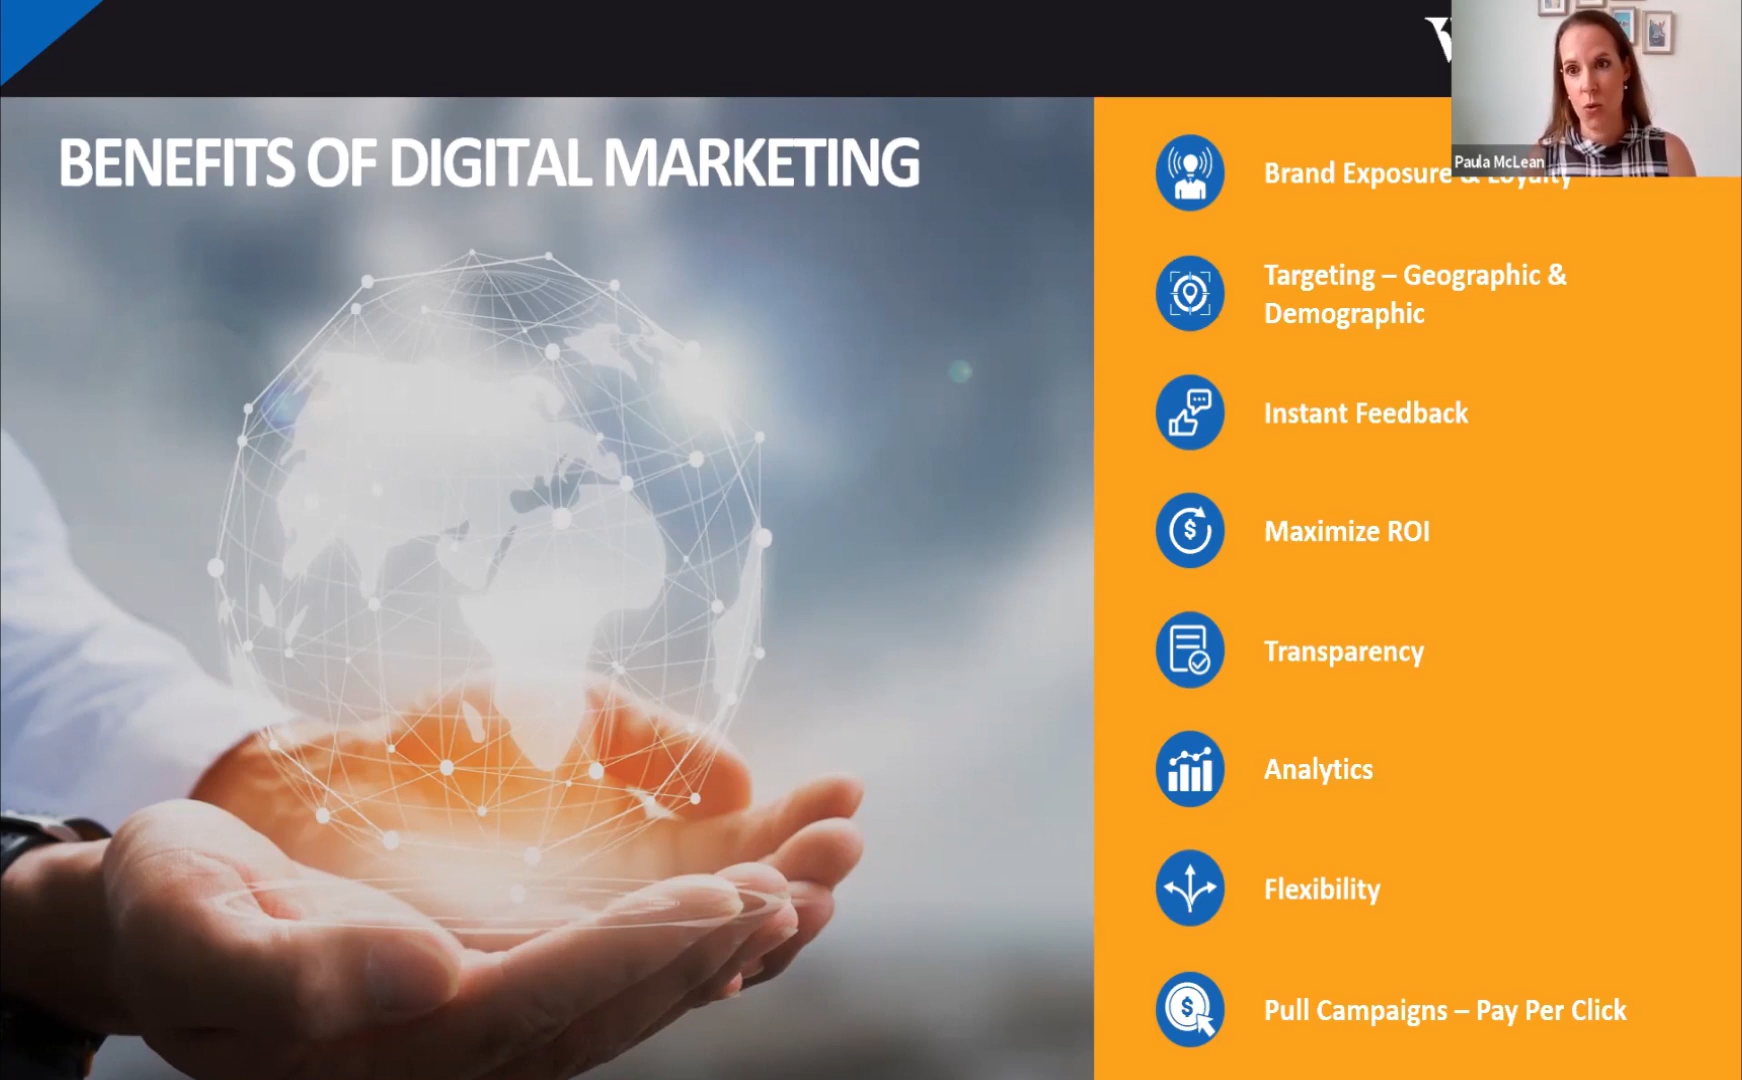 BENEFITS OF DIGITAL MARKETING
Paula McLean
Brand Exposure & Loyalty
Targeting – Geographic &
Demographic
Instant Feedback
Maximize ROI
Transparency
Analytics
Flexibility
Pull Campaigns – Pay Per Click